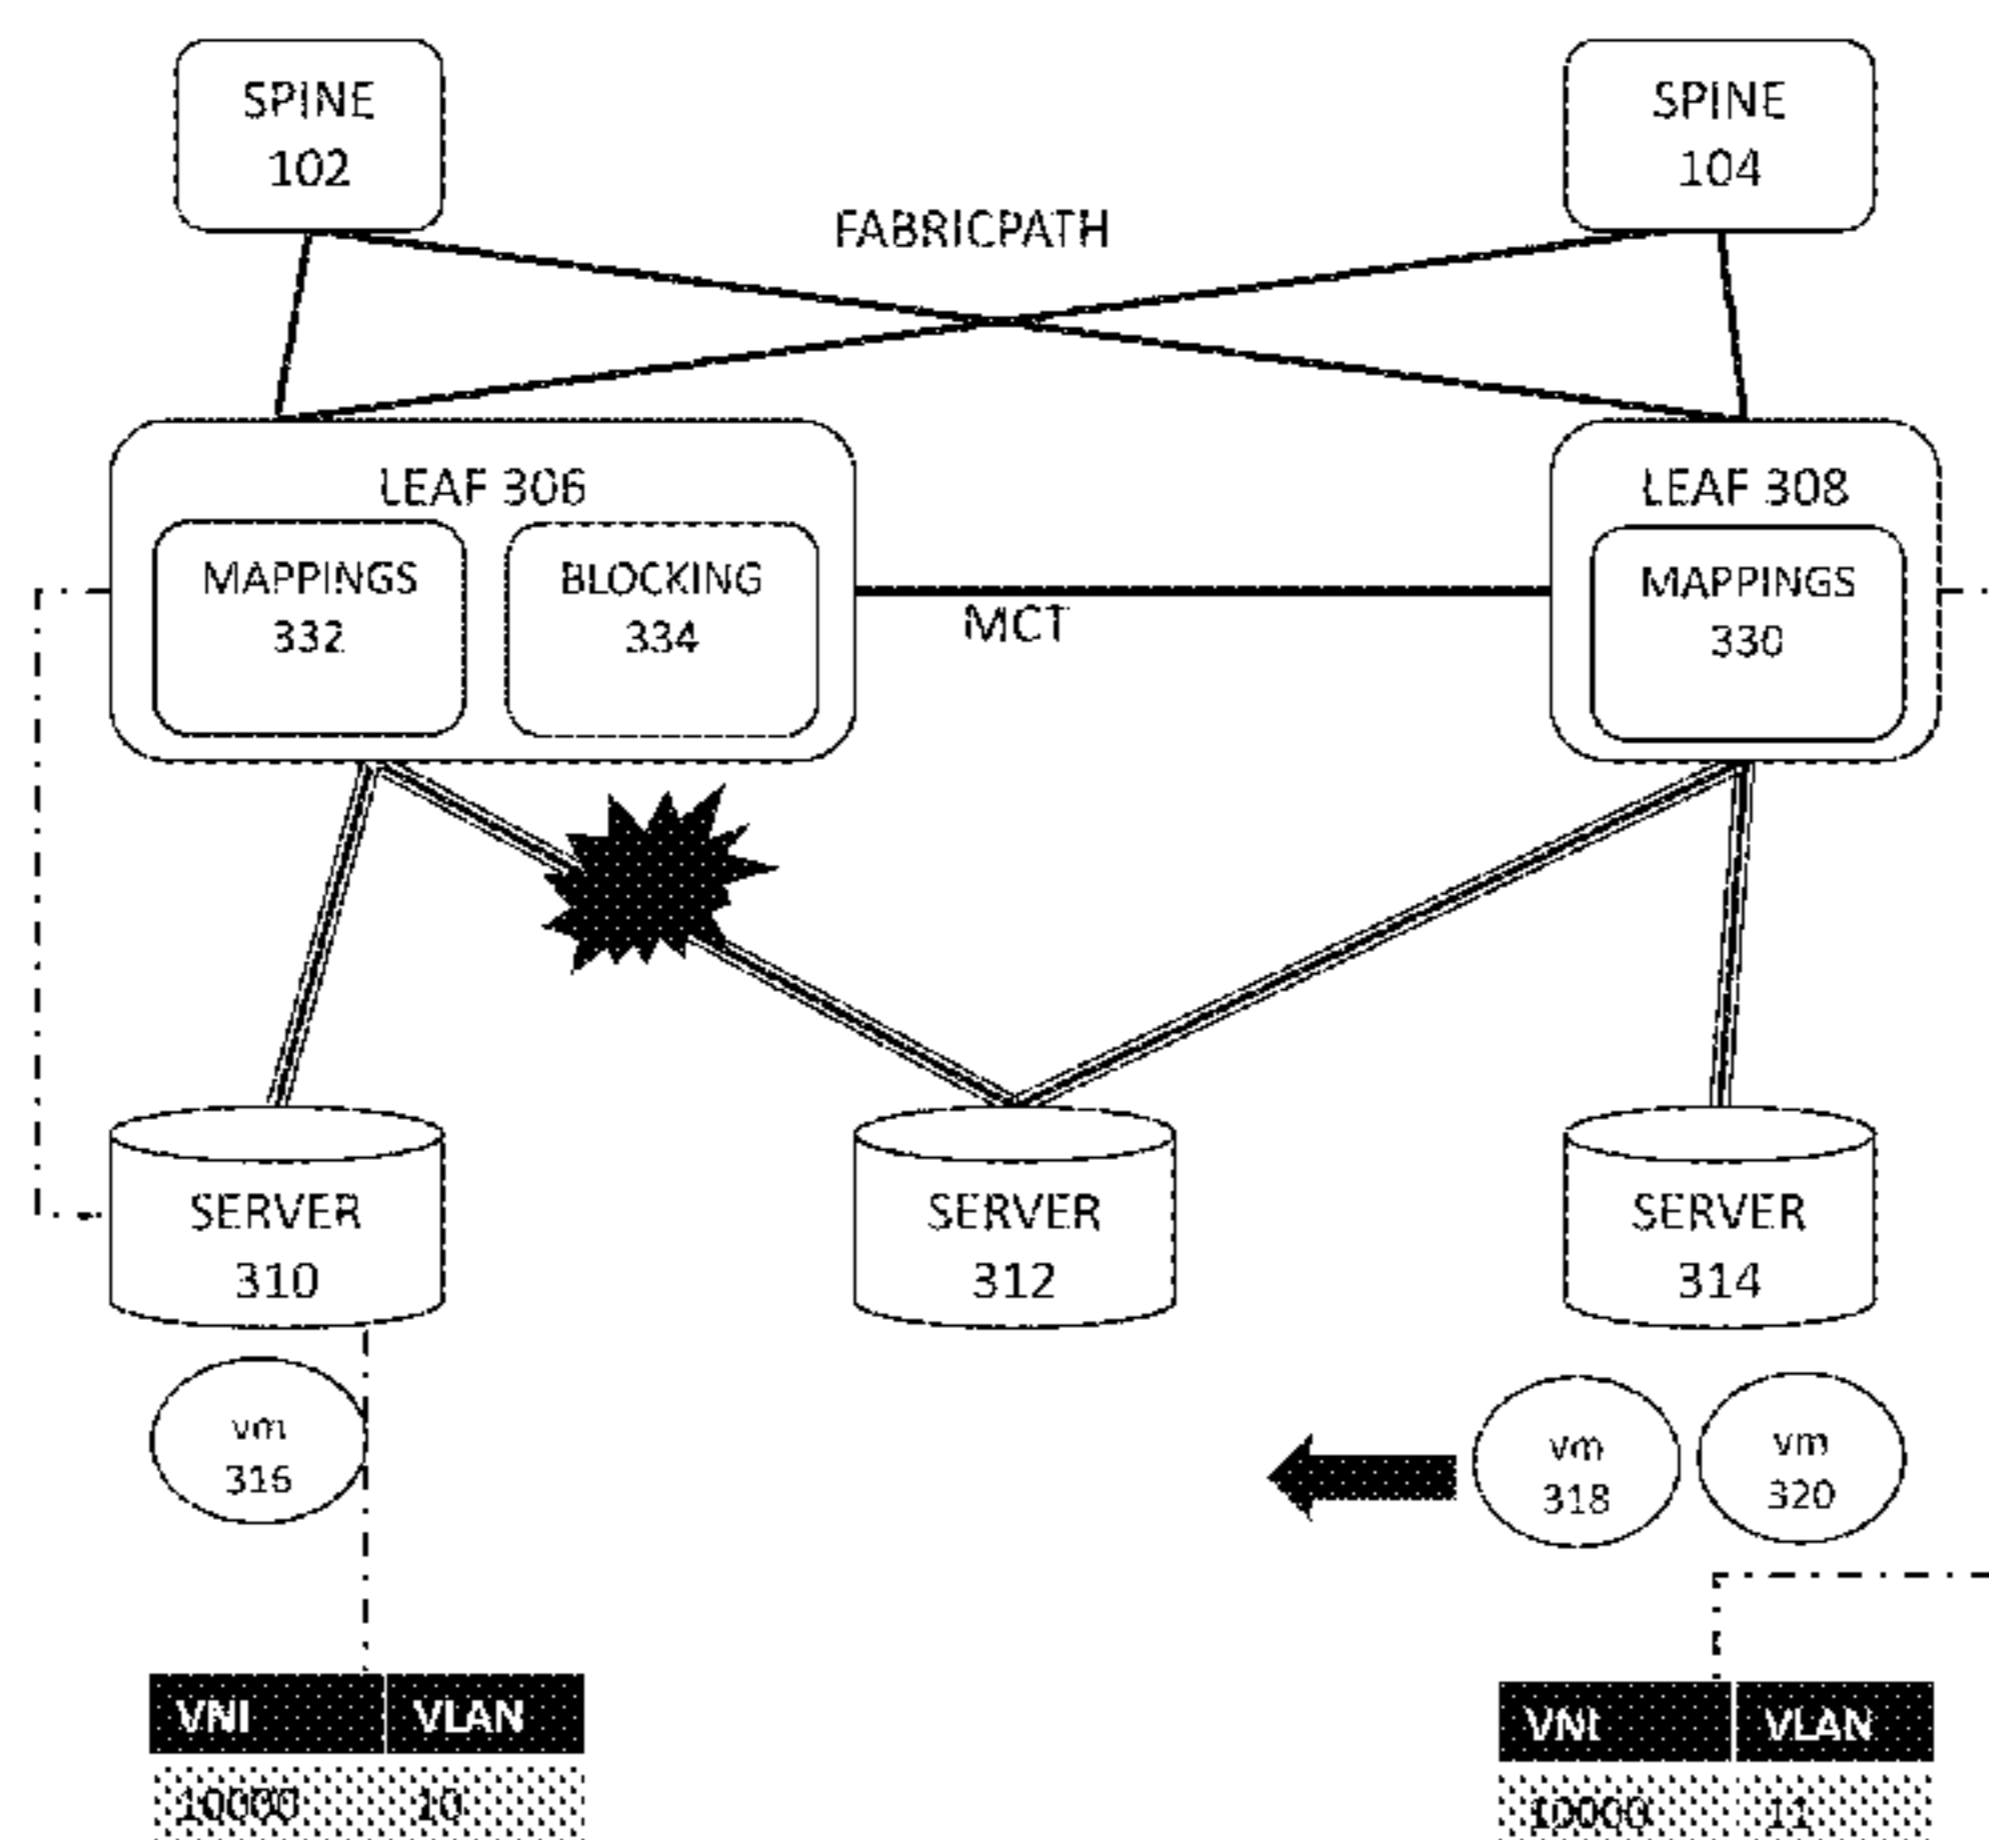 SPINE
102
SPINE
104
FABRICPATH
LEAF 306
MAPPINGS
332
BLOCKING
334
MCT
LEAF 308
MAPPINGS
330
SERVER
310
SERVER
312
SERVER
314
vm
316
vm
318
vm
320
VNI VLAN
10000 10
VNI VLAN
10000 11